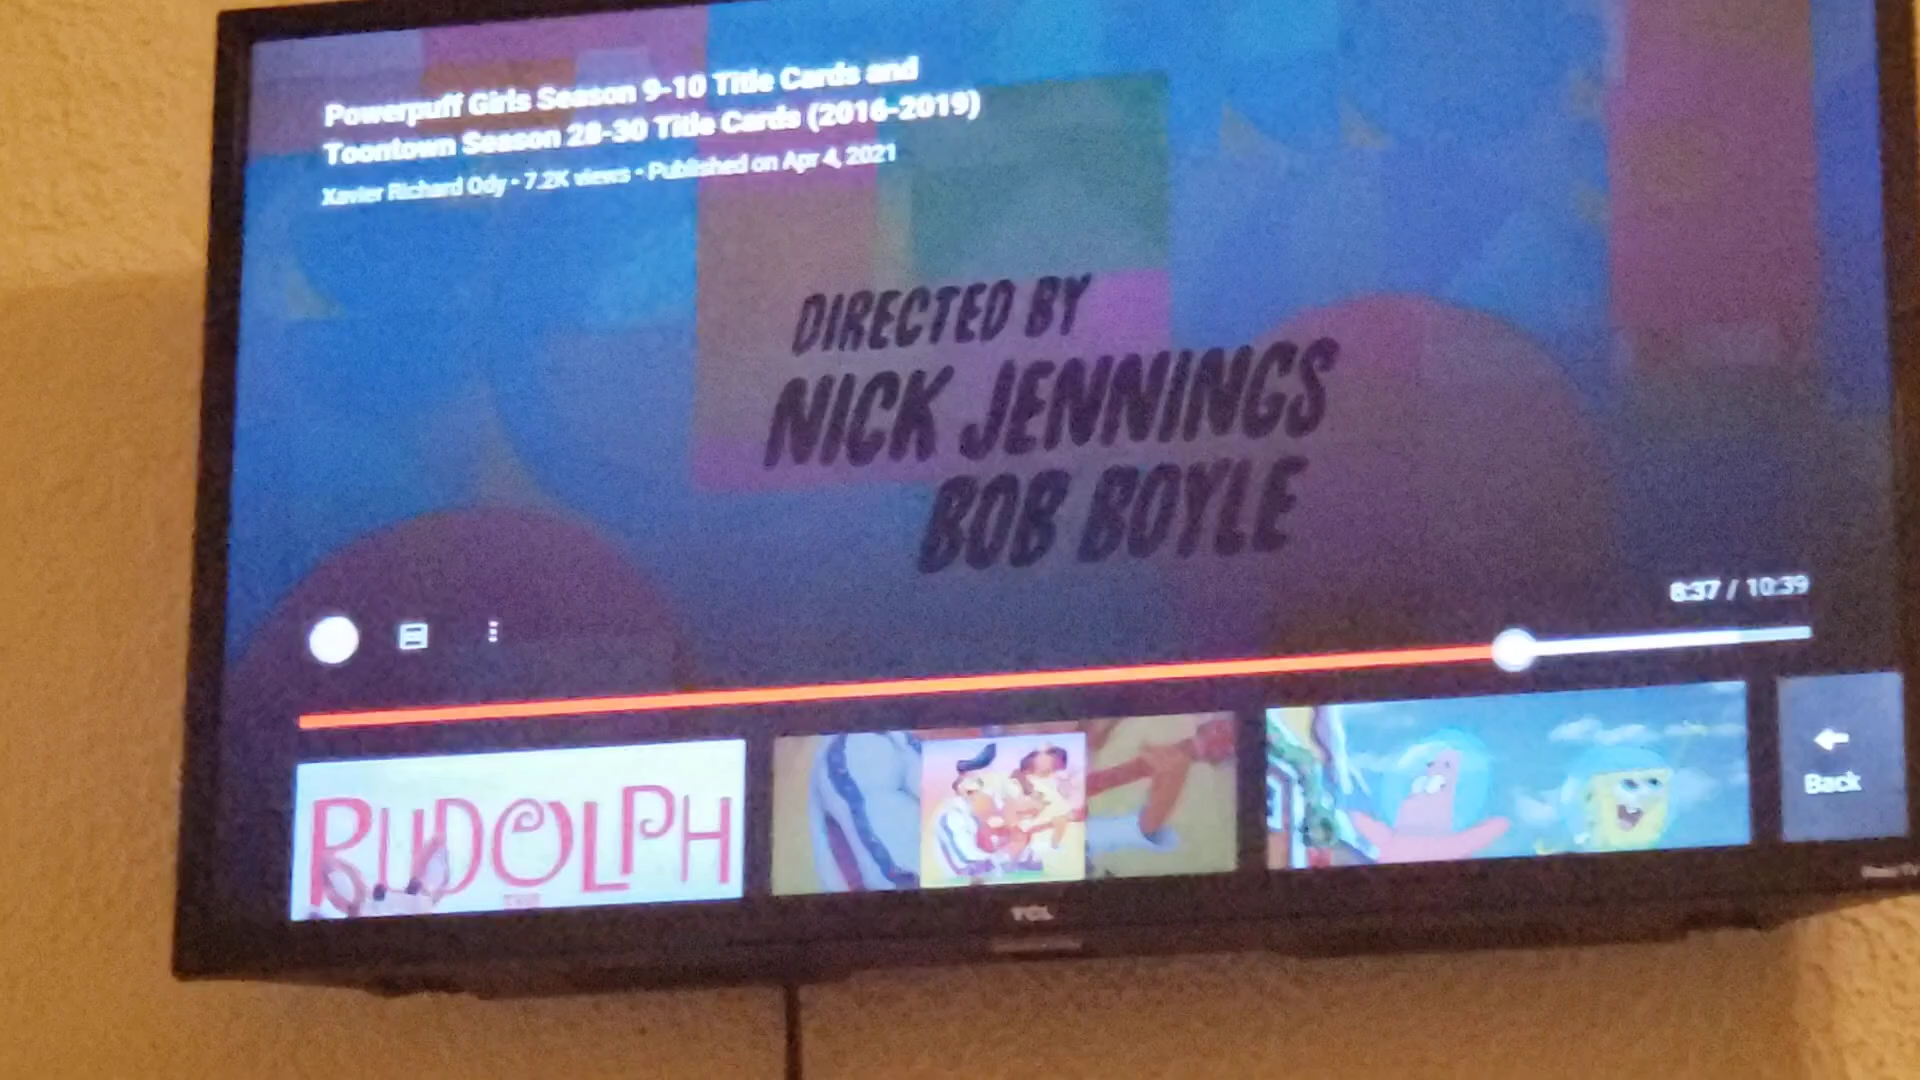 Powerpuff Girls Season 9-10 Title Cards and
Toontown Season 28-30 Title Cards (2016-2019)
Xavier Richard Ody • 7.2K views • Published on Apr 4, 2021
DIRECTED BY
NICK JENNINGS
BOB BOYLE
8:37 / 10:39
RUDOLPH
Back
TCL